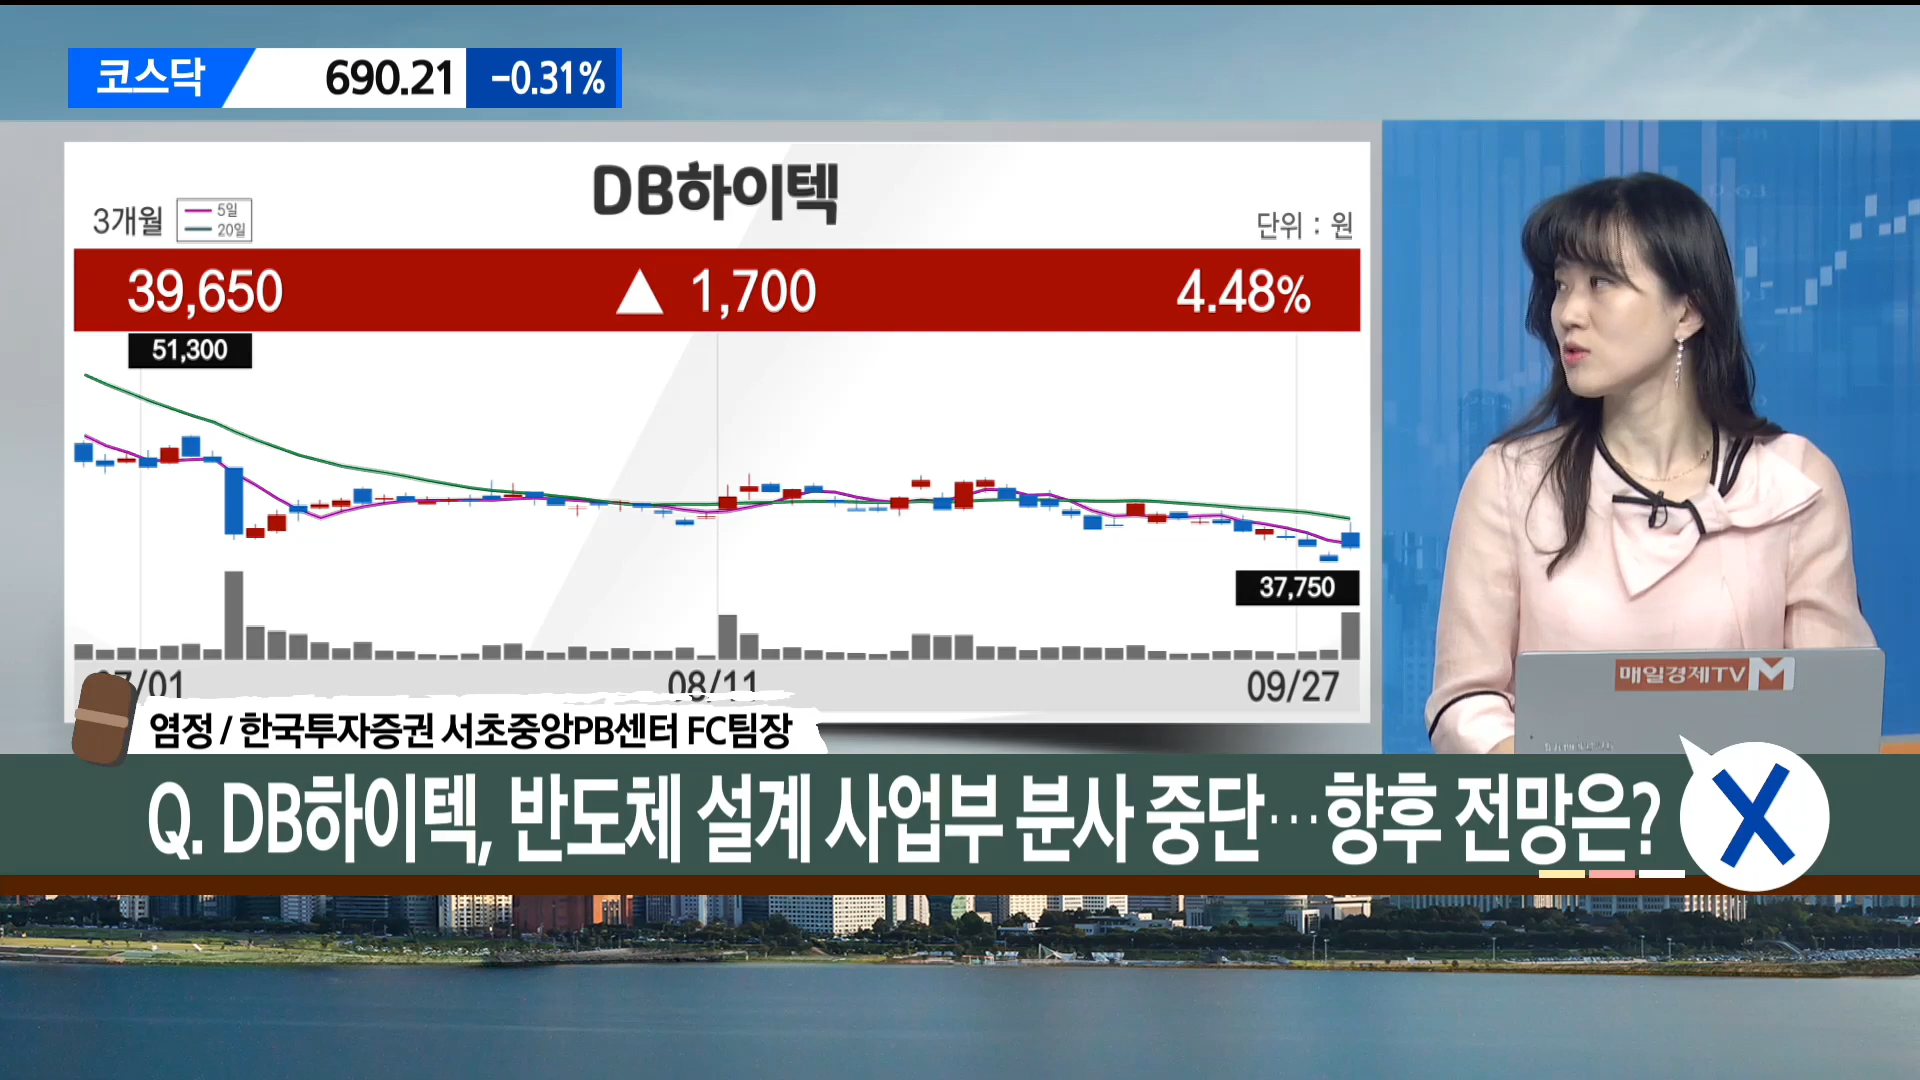 코스닥 690.21 -0.31%
DB하이텍
3개월 5일 20일 단위 : 원
39,650 ▲ 1,700 4.48%
51,300
37,750
7/01 08/11 09/27
매일경제TV M
염정 / 한국투자증권 서초중앙PB센터 FC팀장
Q. DB하이텍, 반도체 설계 사업부 분사 중단…향후 전망은? X